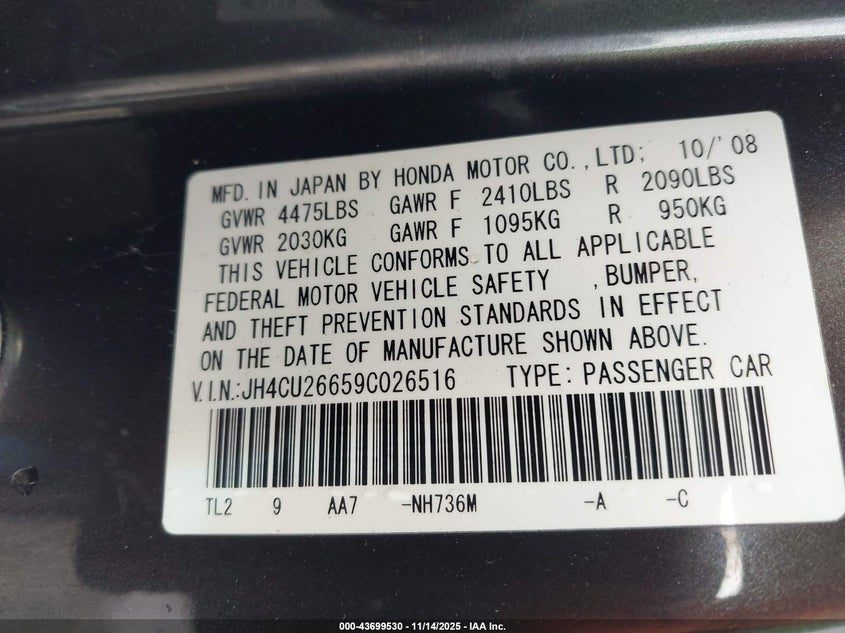 MFD. IN JAPAN BY HONDA MOTOR CO., LTD; 10/'08
GVWR 4475LBS GAWR F 2410LBS R 2090LBS
GVWR 2030KG GAWR F 1095KG R 950KG
THIS VEHICLE CONFORMS TO ALL APPLICABLE
FEDERAL MOTOR VEHICLE SAFETY , BUMPER,
AND THEFT PREVENTION STANDARDS IN EFFECT
ON THE DATE OF MANUFACTURE SHOWN ABOVE.
V.I.N.:JH4CU26659C026516 TYPE: PASSENGER CAR
TL2 9 AA7 -NH736M -A -C
000-43699530 - 11/14/2025 - IAA Inc.